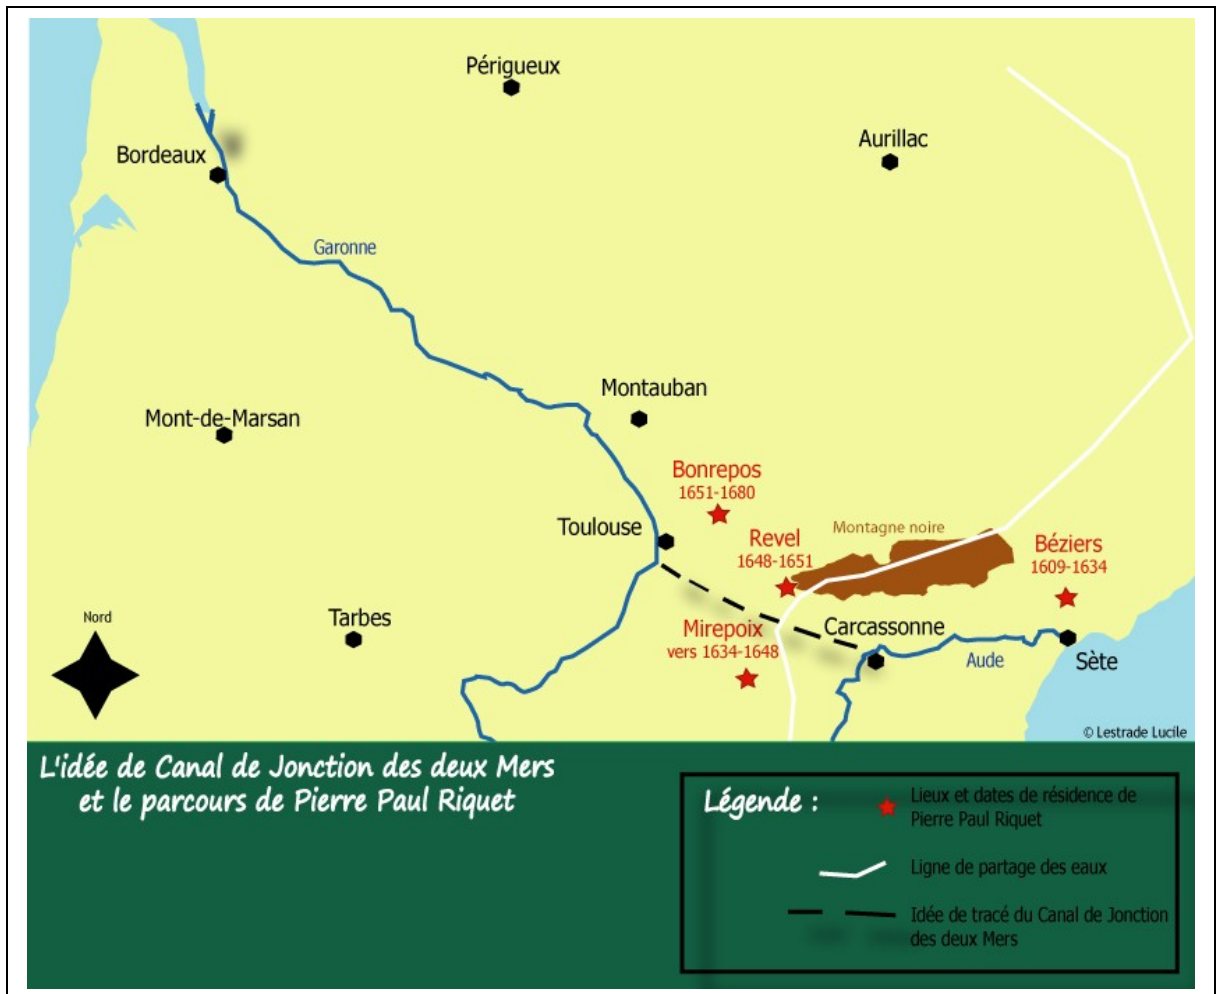 Périgueux
Aurillac
Bordeaux
Garonne
Montauban
Mont-de-Marsan
Bonrepos
1651-1680
Toulouse
Montagne noire
Revel
1648-1651
Béziers
1609-1634
Nord
Tarbes
Mirepoix
vers 1634-1648
Carcassonne
Aude
Sète
© Lestrade Lucile
L'idée de Canal de Jonction des deux Mers
et le parcours de Pierre Paul Riquet
Légende :
Lieux et dates de résidence de
Pierre Paul Riquet
Ligne de partage des eaux
Idée de tracé du Canal de Jonction
des deux Mers